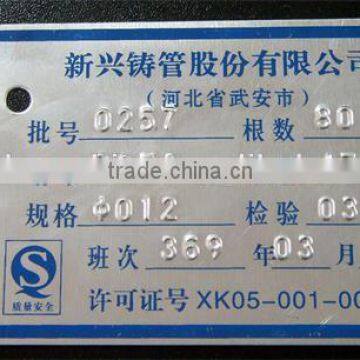 新兴铸管股份有限公司
（河北省武安市）
批号 0257 根数 80
trade.china.cn
规格 Φ012 检验 03
班次 369 年 03 月
质量安全
许可证号 XK05-001-00